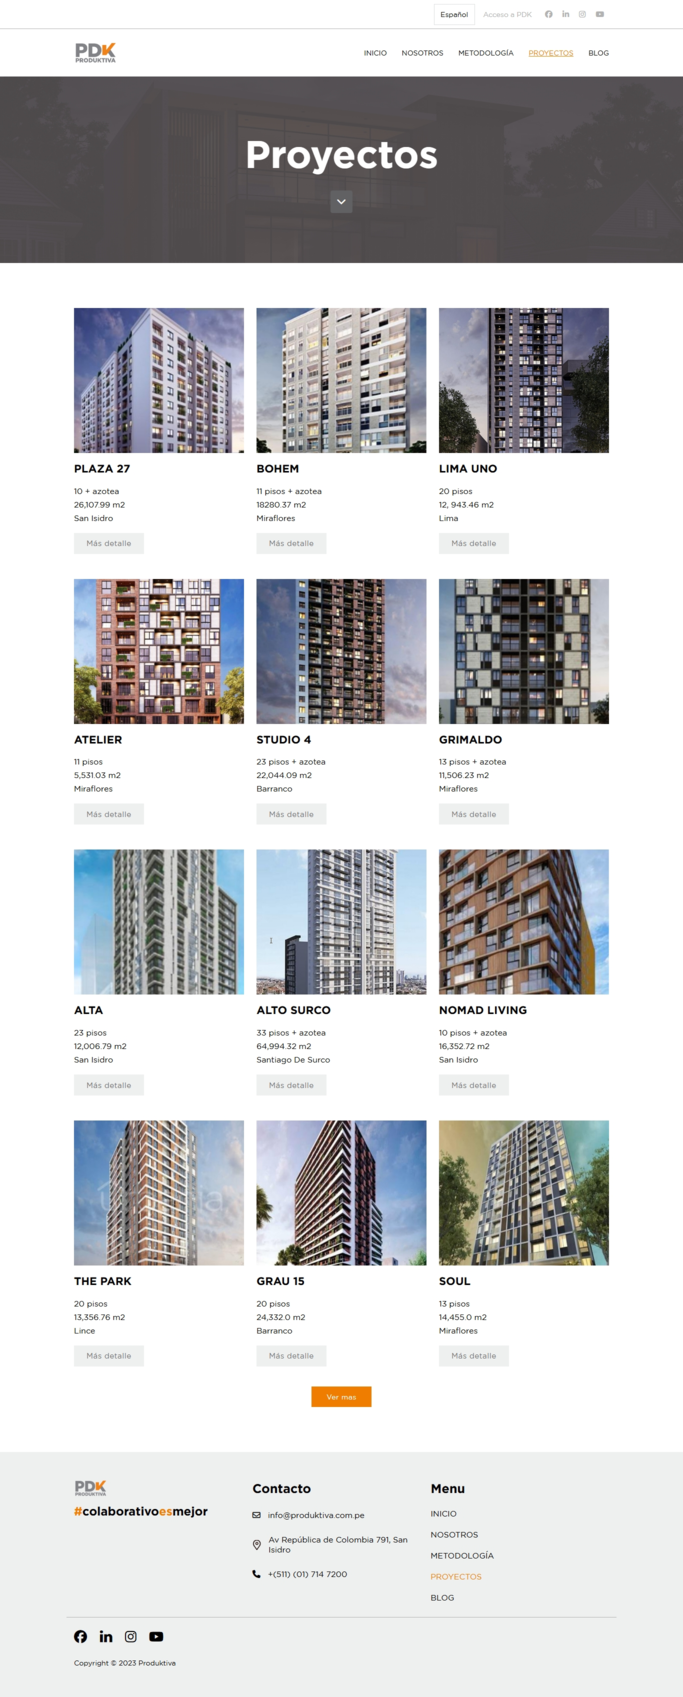 Español
Acceso a PDK
PDK
PRODUKTIVA
INICIO
NOSOTROS
METODOLOGÍA
PROYECTOS
BLOG
Proyectos
PLAZA 27
10 + azotea
26,107.99 m2
San Isidro
Más detalle
BOHEM
11 pisos + azotea
18280.37 m2
Miraflores
Más detalle
LIMA UNO
20 pisos
12, 943.46 m2
Lima
Más detalle
ATELIER
11 pisos
5,531.03 m2
Miraflores
Más detalle
STUDIO 4
23 pisos + azotea
22,044.09 m2
Barranco
Más detalle
GRIMALDO
13 pisos + azotea
11,506.23 m2
Miraflores
Más detalle
ALTA
23 pisos
12,006.79 m2
San Isidro
Más detalle
ALTO SURCO
33 pisos + azotea
64,994.32 m2
Santiago De Surco
Más detalle
NOMAD LIVING
10 pisos + azotea
16,352.72 m2
San Isidro
Más detalle
THE PARK
20 pisos
13,356.76 m2
Lince
Más detalle
GRAU 15
20 pisos
24,332.0 m2
Barranco
Más detalle
SOUL
13 pisos
14,455.0 m2
Miraflores
Más detalle
Ver mas
PDK
PRODUKTIVA
#colaborativoesmejor
Contacto
info@produktiva.com.pe
Av República de Colombia 791, San
Isidro
+(511) (01) 714 7200
Menu
INICIO
NOSOTROS
METODOLOGÍA
PROYECTOS
BLOG
Copyright © 2023 Produktiva